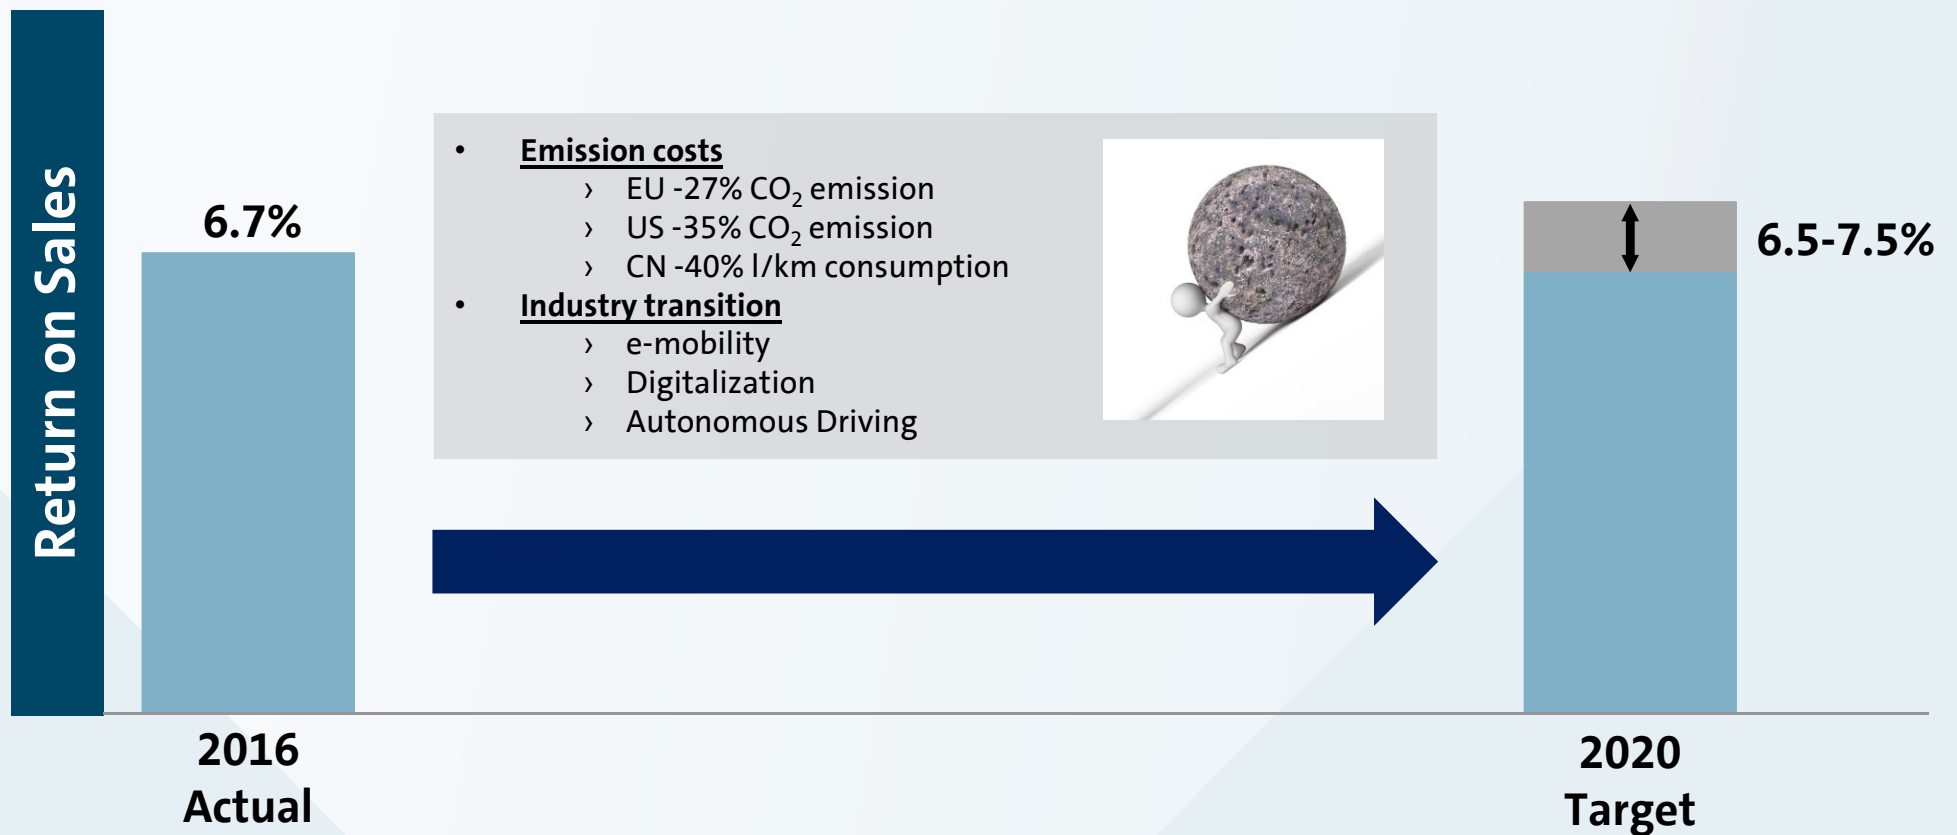 Return on Sales
6.7%
• Emission costs
› EU -27% CO₂ emission
› US -35% CO₂ emission
› CN -40% l/km consumption
• Industry transition
› e-mobility
› Digitalization
› Autonomous Driving
6.5-7.5%
2016
Actual
2020
Target